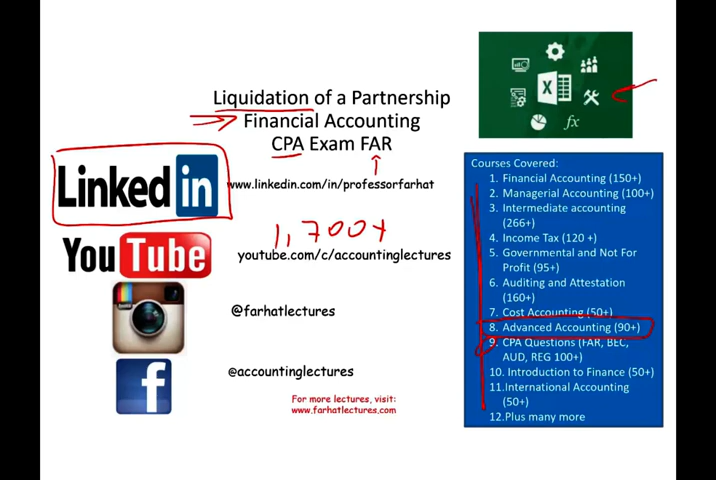 Liquidation of a Partnership
Financial Accounting
CPA Exam FAR
Linked in
www.linkedin.com/in/professorfarhat
1,700+
You Tube
youtube.com/c/accountinglectures
@farhatlectures
@accountinglectures
For more lectures, visit:
www.farhatlectures.com
X
fx
Courses Covered:
1. Financial Accounting (150+)
2. Managerial Accounting (100+)
3. Intermediate accounting
(266+)
4. Income Tax (120 +)
5. Governmental and Not For
Profit (95+)
6. Auditing and Attestation
(160+)
7. Cost Accounting (50+)
8. Advanced Accounting (90+)
9. CPA Questions (FAR, BEC,
AUD, REG 100+)
10. Introduction to Finance (50+)
11.International Accounting
(50+)
12.Plus many more